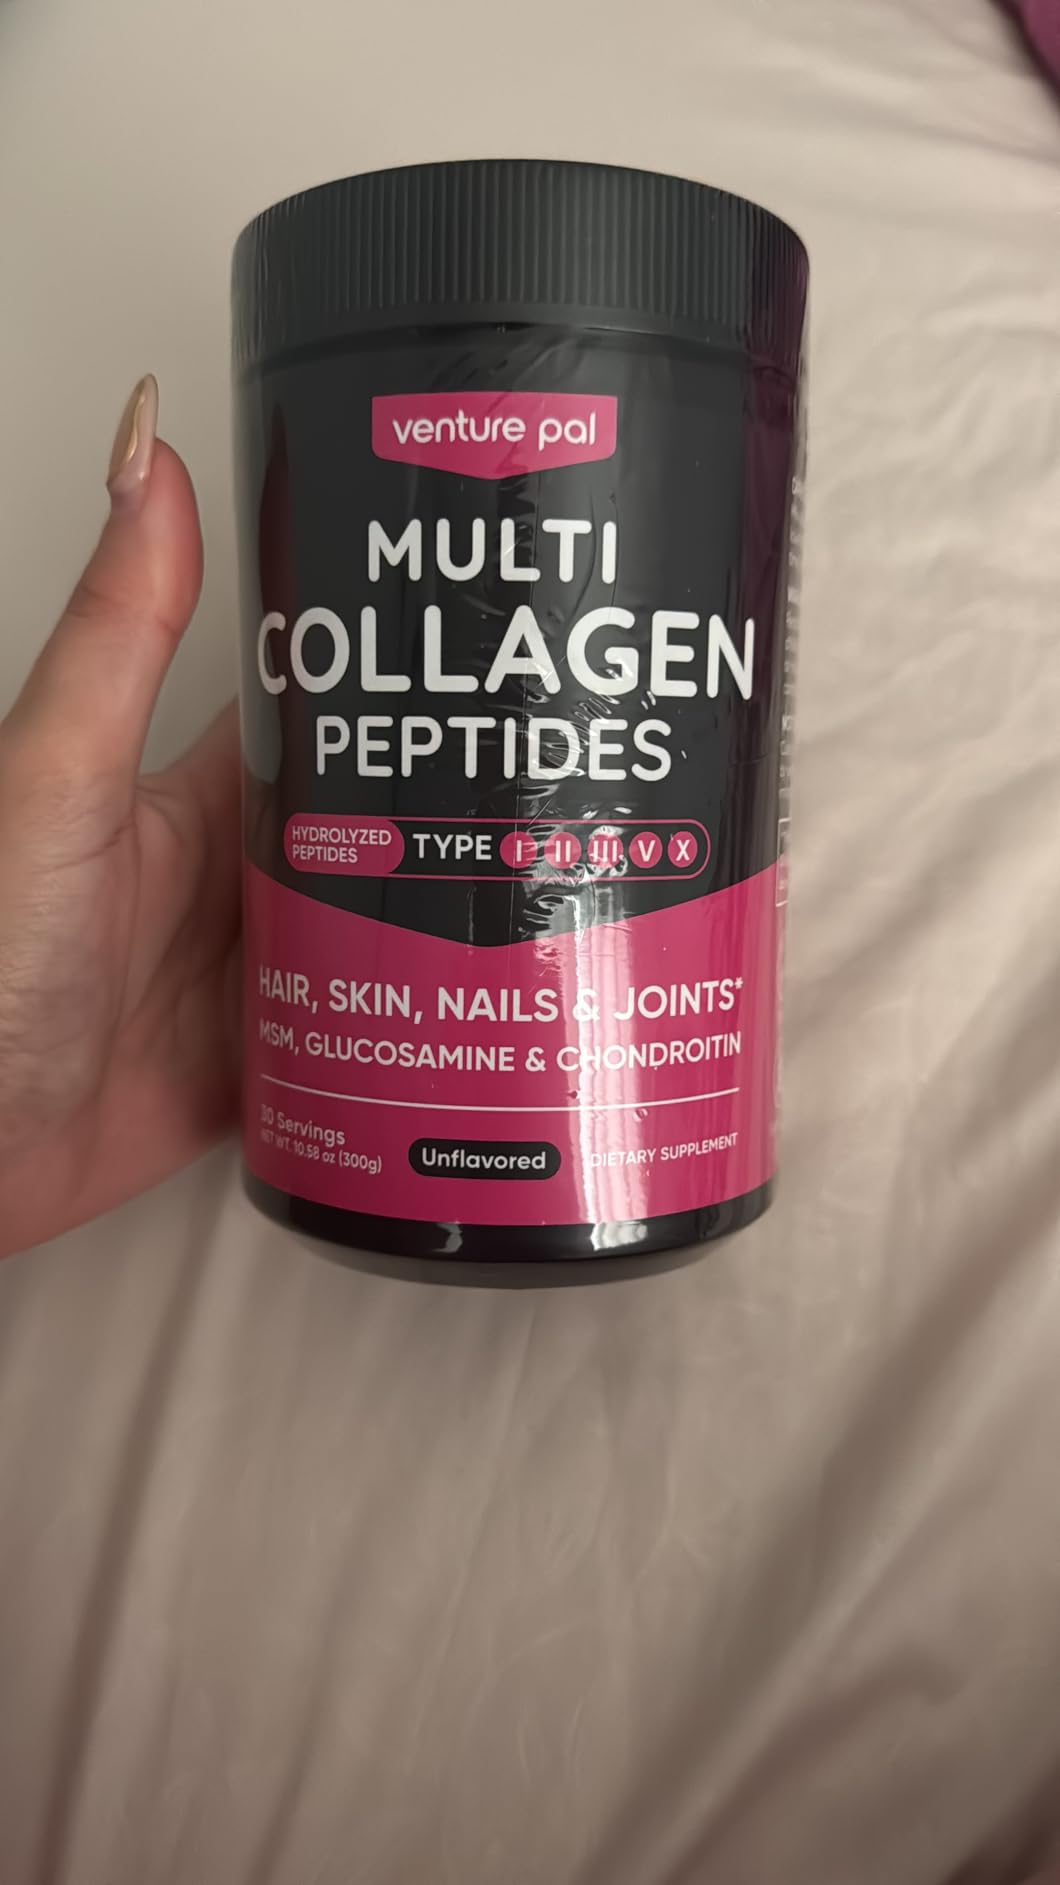 venture pal
MULTI
COLLAGEN
PEPTIDES
HYDROLYZED
PEPTIDES
TYPE I II III V X
HAIR, SKIN, NAILS & JOINTS*
MSM, GLUCOSAMINE & CHONDROITIN
30 Servings
NET WT. 10.58 oz (300g)
Unflavored
DIETARY SUPPLEMENT